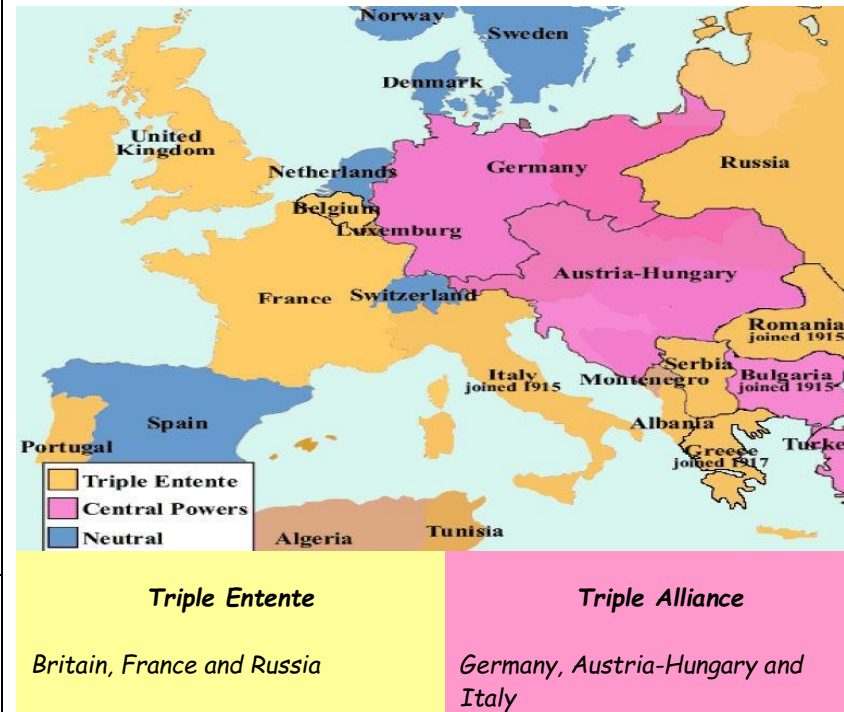 Norway
Sweden
Denmark
United
Kingdom
Netherlands
Germany
Russia
Belgium
Luxemburg
Austria-Hungary
France
Switzerland
Romania
joined 1915
Italy
joined 1915
Serbia
Montenegro
Bulgaria
joined 1915
Spain
Albania
Portugal
Greece
joined 1917
Turke
Triple Entente
Central Powers
Neutral
Algeria
Tunisia
Triple Entente
Britain, France and Russia
Triple Alliance
Germany, Austria-Hungary and
Italy